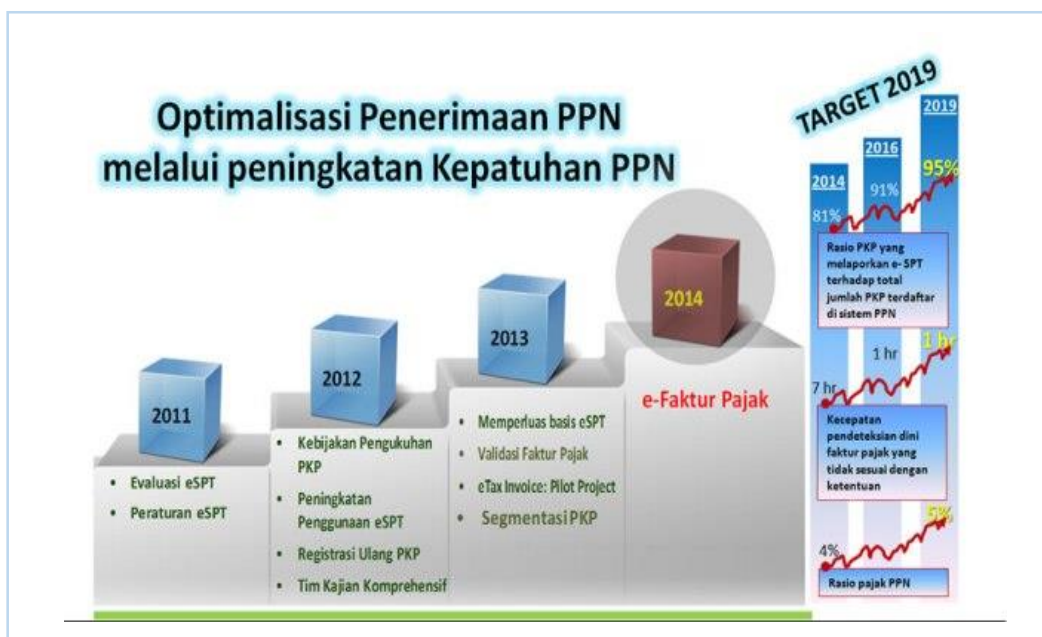 Optimalisasi Penerimaan PPN
melalui peningkatan Kepatuhan PPN
2011
• Evaluasi eSPT
• Peraturan eSPT
2012
• Kebijakan Pengukuhan
PKP
• Peningkatan
Penggunaan eSPT
• Registrasi Ulang PKP
• Tim Kajian Komprehensif
2013
• Memperluas basis eSPT
• Validasi Faktur Pajak
• eTax Invoice: Pilot Project
• Segmentasi PKP
2014
e-Faktur Pajak
TARGET 2019
2014
2016
2019
81%
91%
95%
Rasio PKP yang
melaporkan e- SPT
terhadap total
jumlah PKP terdaftar
di sistem PPN
7 hr
1 hr
1 hr
Kecepatan
pendeteksian dini
faktur pajak yang
tidak sesuai dengan
ketentuan
4%
5%
Rasio pajak PPN